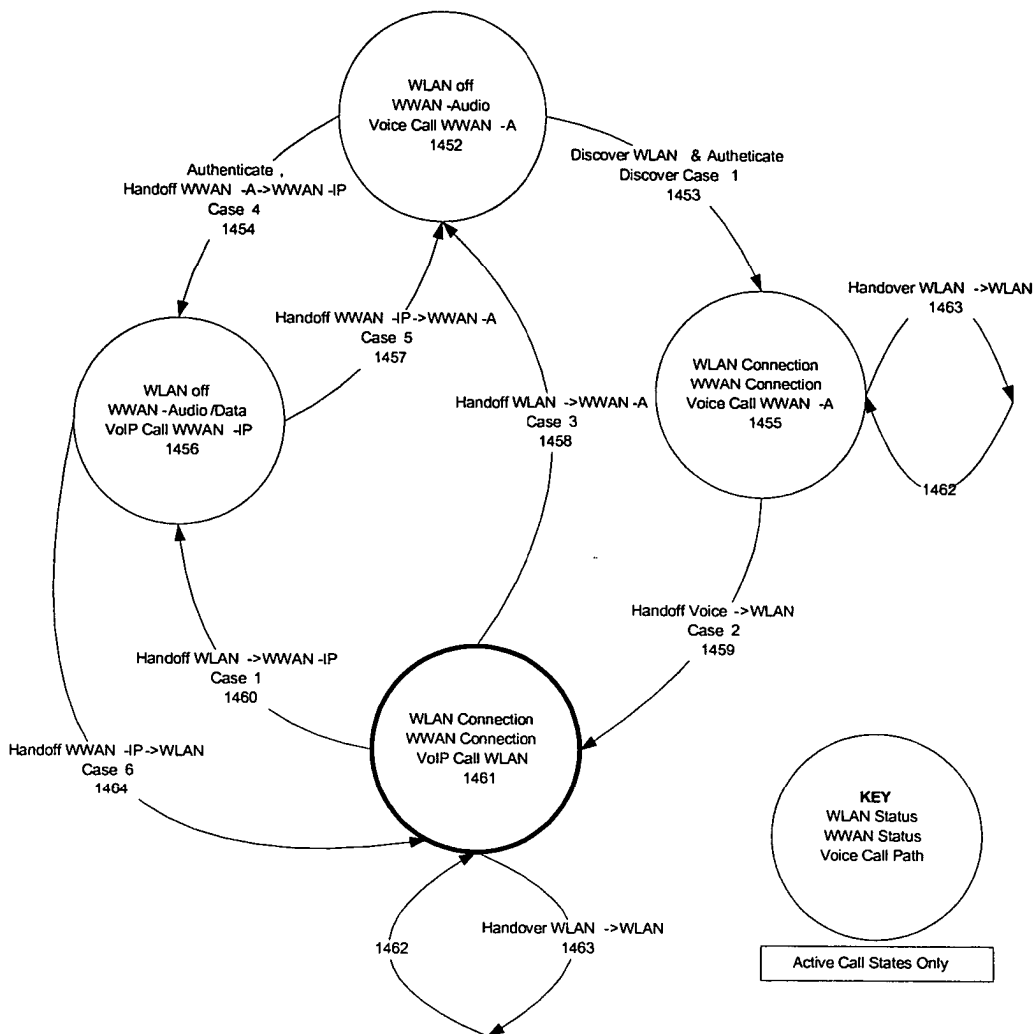 WLAN off
WWAN -Audio
Voice Call WWAN -A
1452
Discover WLAN & Autheticate
Discover Case 1
1453
Authenticate ,
Handoff WWAN -A->WWAN -IP
Case 4
1454
Handover WLAN ->WLAN
1463
Handoff WWAN -IP->WWAN -A
Case 5
1457
WLAN off
WWAN -Audio /Data
VoIP Call WWAN -IP
1456
WLAN Connection
WWAN Connection
Voice Call WWAN -A
1455
Handoff WLAN ->WWAN -A
Case 3
1458
1462
Handoff Voice ->WLAN
Case 2
1459
Handoff WLAN ->WWAN -IP
Case 1
1460
WLAN Connection
WWAN Connection
VoIP Call WLAN
1461
Handoff WWAN -IP->WLAN
Case 6
1464
KEY
WLAN Status
WWAN Status
Voice Call Path
1462
Handover WLAN ->WLAN
1463
Active Call States Only